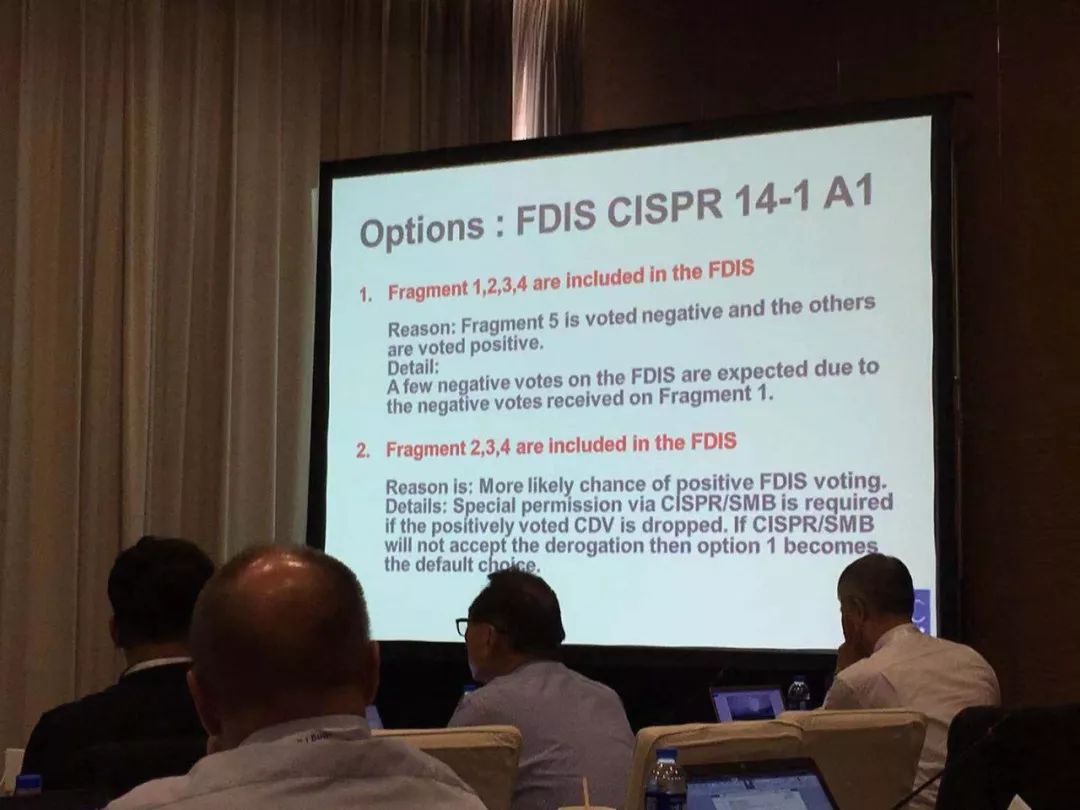 Options : FDIS CISPR 14-1 A1
1. Fragment 1,2,3,4 are included in the FDIS
Reason: Fragment 5 is voted negative and the others
are voted positive.
Detail:
A few negative votes on the FDIS are expected due to
the negative votes received on Fragment 1.
2. Fragment 2,3,4 are included in the FDIS
Reason is: More likely chance of positive FDIS voting.
Details: Special permission via CISPR/SMB is required
if the positively voted CDV is dropped. If CISPR/SMB
will not accept the derogation then option 1 becomes
the default choice.